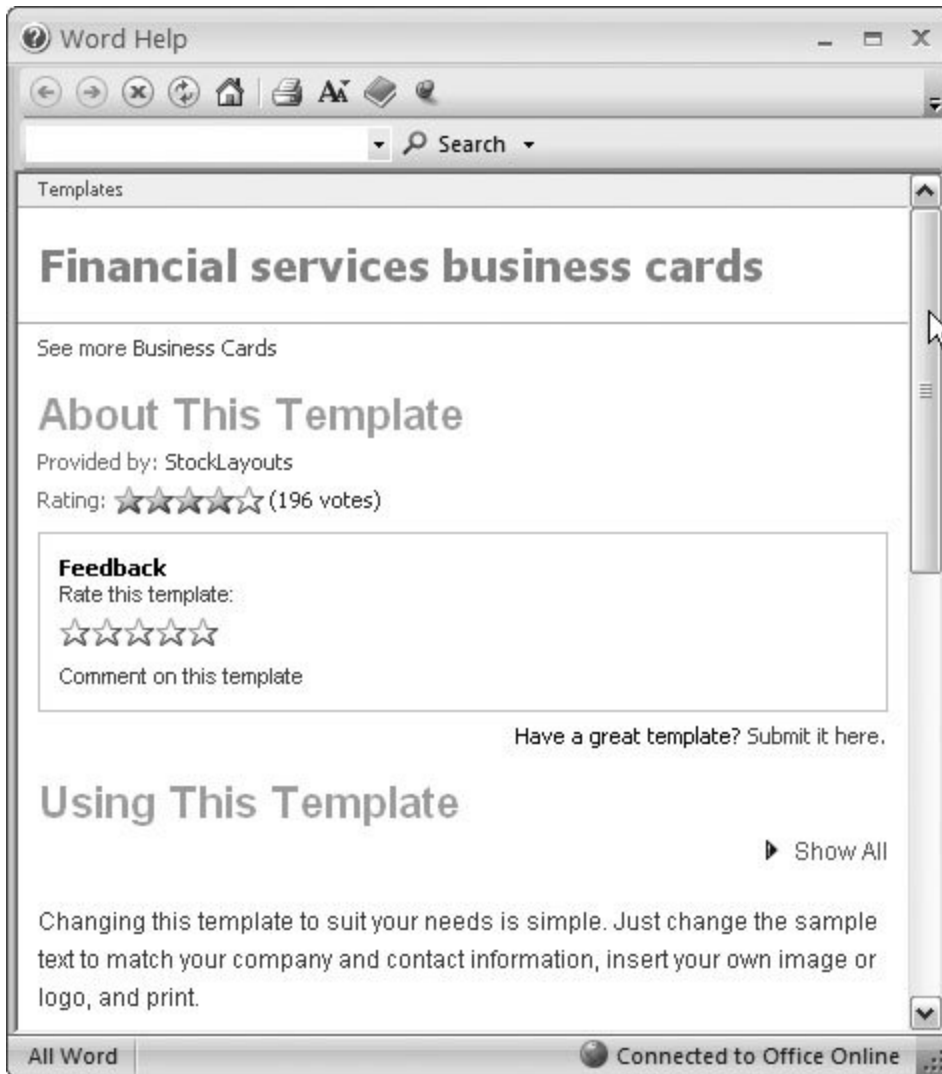 Word Help
Search
Templates
Financial services business cards
See more Business Cards
About This Template
Provided by: StockLayouts
Rating: (196 votes)
Feedback
Rate this template:
Comment on this template
Have a great template? Submit it here.
Using This Template
Show All
Changing this template to suit your needs is simple. Just change the sample
text to match your company and contact information, insert your own image or
logo, and print.
All Word
Connected to Office Online